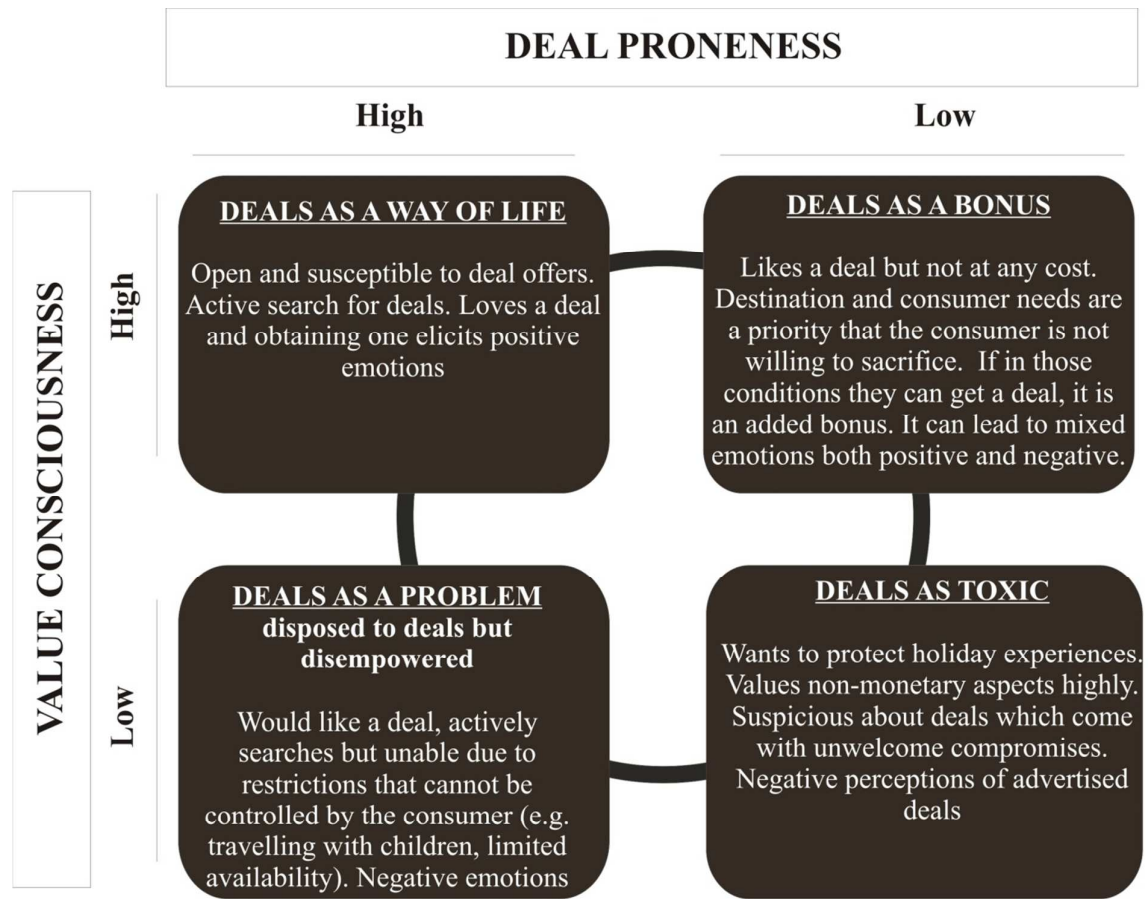 DEAL PRONENESS
High
Low
VALUE CONSCIOUSNESS
High
DEALS AS A WAY OF LIFE
Open and susceptible to deal offers.
Active search for deals. Loves a deal
and obtaining one elicits positive
emotions
DEALS AS A BONUS
Likes a deal but not at any cost.
Destination and consumer needs are
a priority that the consumer is not
willing to sacrifice.  If in those
conditions they can get a deal, it is
an added bonus. It can lead to mixed
emotions both positive and negative.
Low
DEALS AS A PROBLEM
disposed to deals but
disempowered
Would like a deal, actively
searches but unable due to
restrictions that cannot be
controlled by the consumer (e.g.
travelling with children, limited
availability). Negative emotions
DEALS AS TOXIC
Wants to protect holiday experiences.
Values non-monetary aspects highly.
Suspicious about deals which come
with unwelcome compromises.
Negative perceptions of advertised
deals